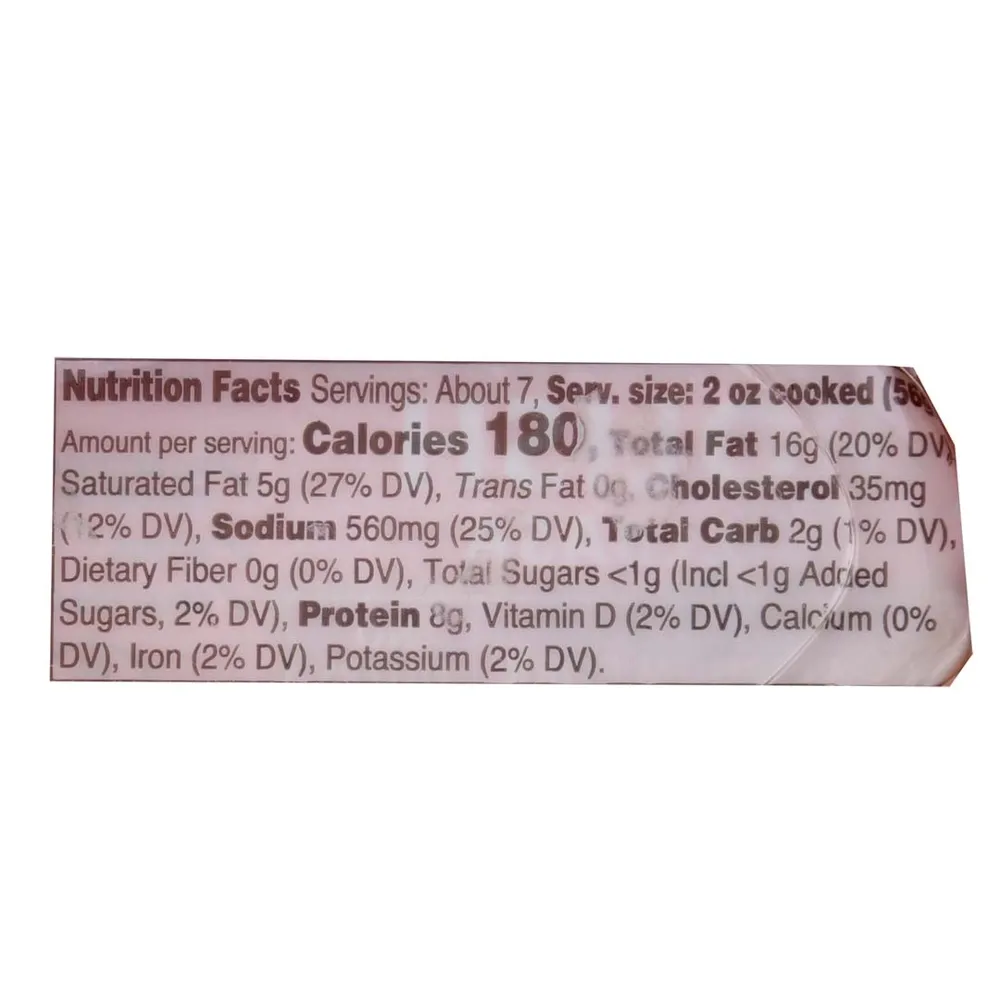 Nutrition Facts Servings: About 7, Serv. size: 2 oz cooked (56g
Amount per serving: Calories 180, Total Fat 16g (20% DV),
Saturated Fat 5g (27% DV), Trans Fat 0g, Cholesterol 35mg
(12% DV), Sodium 560mg (25% DV), Total Carb 2g (1% DV),
Dietary Fiber 0g (0% DV), Total Sugars <1g (Incl <1g Added
Sugars, 2% DV), Protein 8g, Vitamin D (2% DV), Calcium (0%
DV), Iron (2% DV), Potassium (2% DV).